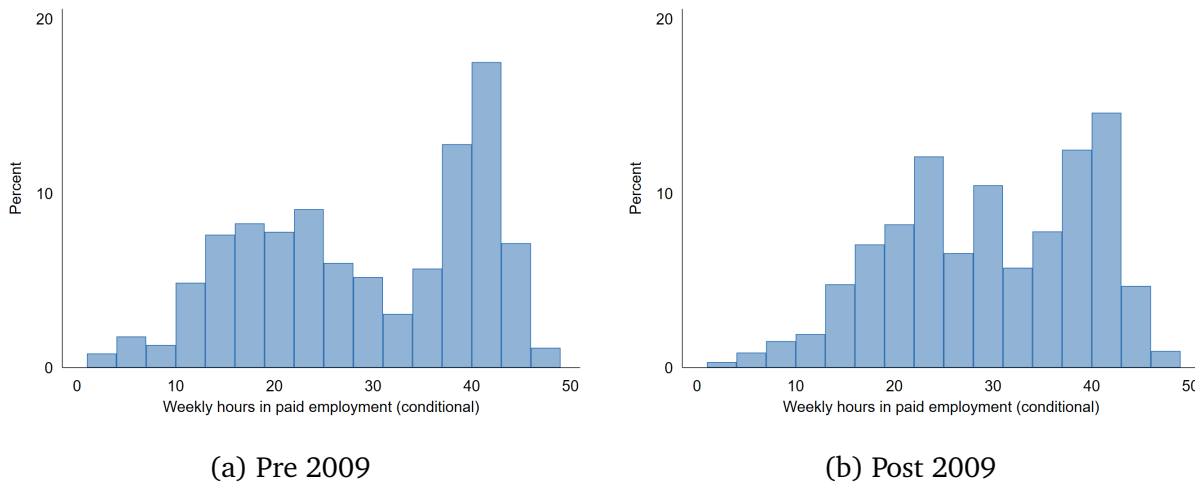 20
10
0
Percent
0 10 20 30 40 50
Weekly hours in paid employment (conditional)
(a) Pre 2009
20
10
0
Percent
0 10 20 30 40 50
Weekly hours in paid employment (conditional)
(b) Post 2009